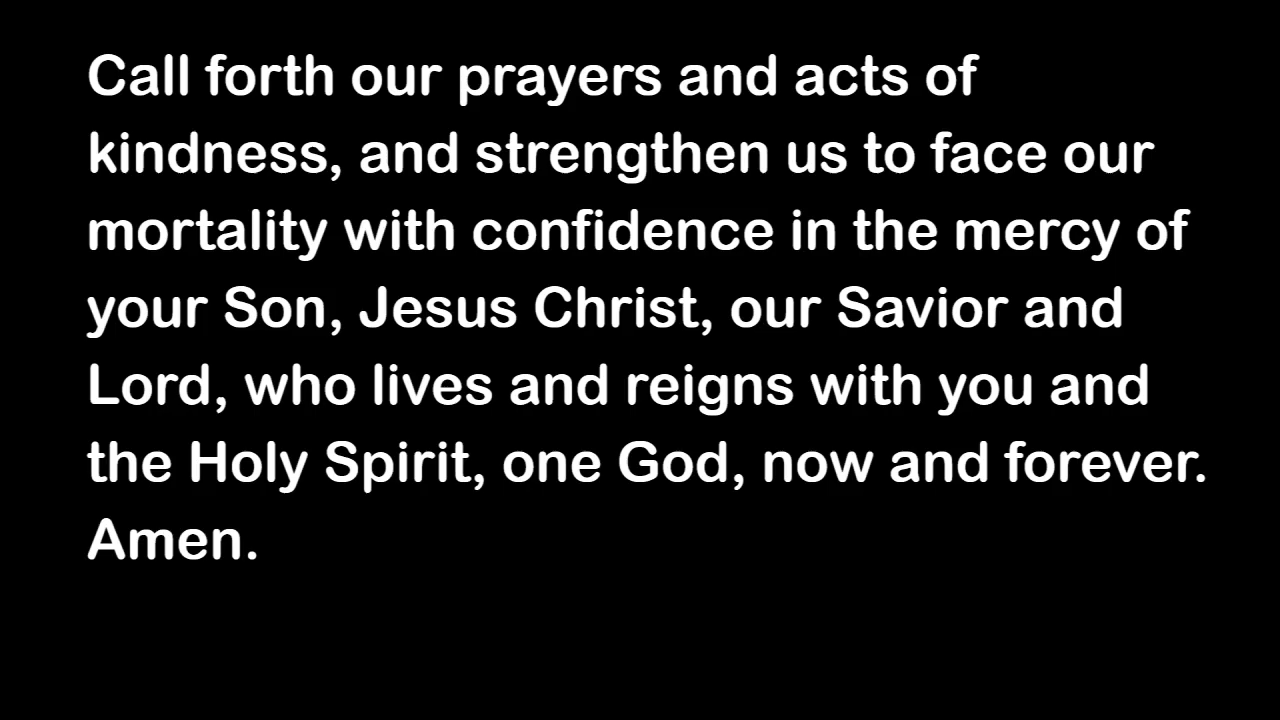 Call forth our prayers and acts of
kindness, and strengthen us to face our
mortality with confidence in the mercy of
your Son, Jesus Christ, our Savior and
Lord, who lives and reigns with you and
the Holy Spirit, one God, now and forever.
Amen.